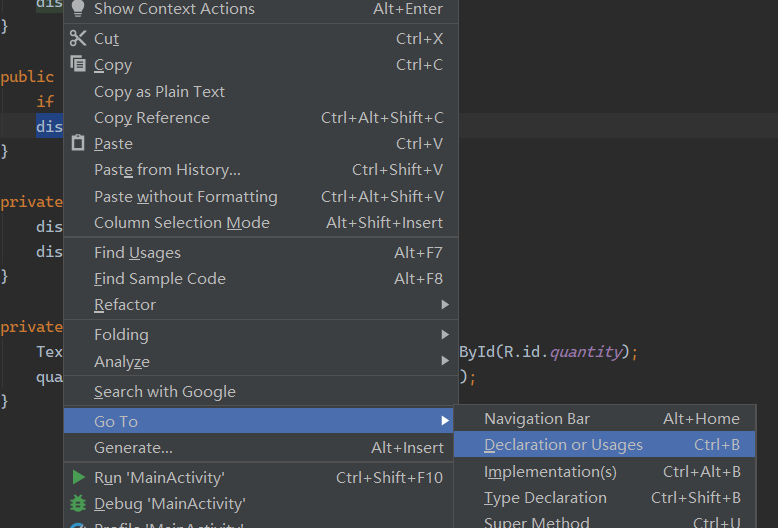 dis
Show Context Actions Alt+Enter
}
Cut Ctrl+X
Copy Ctrl+C
public
Copy as Plain Text
if
Copy Reference Ctrl+Alt+Shift+C
dis
Paste Ctrl+V
}
Paste from History... Ctrl+Shift+V
Paste without Formatting Ctrl+Alt+Shift+V
private
Column Selection Mode Alt+Shift+Insert
dis
Find Usages Alt+F7
dis
Find Sample Code Alt+F8
}
Refactor
private
Folding
Tex
ById(R.id.quantity);
Analyze
qua
);
Search with Google
}
Go To
Navigation Bar Alt+Home
Generate... Alt+Insert
Declaration or Usages Ctrl+B
Run 'MainActivity' Ctrl+Shift+F10
Implementation(s) Ctrl+Alt+B
Debug 'MainActivity'
Type Declaration Ctrl+Shift+B
Profile 'MainActivity'
Super Method Ctrl+U